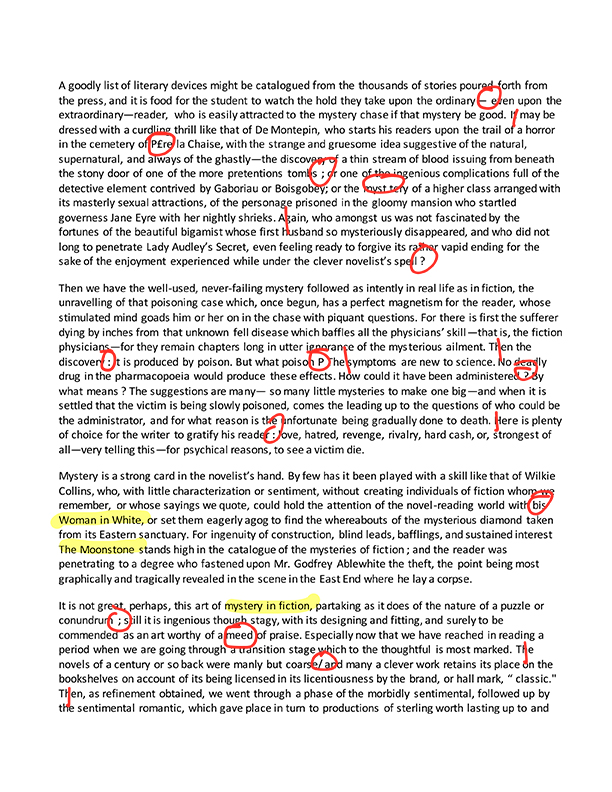 A goodly list of literary devices might be catalogued from the thousands of stories poured forth from
the press, and it is food for the student to watch the hold they take upon the ordinary — even upon the
extraordinary—reader, who is easily attracted to the mystery chase if that mystery be good. It may be
dressed with a curdling thrill like that of De Montepin, who starts his readers upon the trail of a horror
in the cemetery of P£re la Chaise, with the strange and gruesome idea suggestive of the natural,
supernatural, and always of the ghastly—the discovery of a thin stream of blood issuing from beneath
the stony door of one of the more pretentions tombs ; or one of the ingenious complications full of the
detective element contrived by Gaboriau or Boisgobey; or the myst tery of a higher class arranged with
its masterly sexual attractions, of the personage prisoned in the gloomy mansion who startled
governess Jane Eyre with her nightly shrieks. Again, who amongst us was not fascinated by the
fortunes of the beautiful bigamist whose first husband so mysteriously disappeared, and who did not
long to penetrate Lady Audley's Secret, even feeling ready to forgive its rather vapid ending for the
sake of the enjoyment experienced while under the clever novelist's spell ?
Then we have the well-used, never-failing mystery followed as intently in real life as in fiction, the
unravelling of that poisoning case which, once begun, has a perfect magnetism for the reader, whose
stimulated mind goads him or her on in the chase with piquant questions. For there is first the sufferer
dying by inches from that unknown fell disease which baffles all the physicians' skill—that is, the fiction
physicians—for they remain chapters long in utter ignorance of the mysterious ailment. Then the
discovery : it is produced by poison. But what poison P The symptoms are new to science. No deadly
drug in the pharmacopoeia would produce these effects. How could it have been administered ? By
what means ? The suggestions are many— so many little mysteries to make one big—and when it is
settled that the victim is being slowly poisoned, comes the leading up to the questions of who could be
the administrator, and for what reason is the unfortunate being gradually done to death. Here is plenty
of choice for the writer to gratify his reader : love, hatred, revenge, rivalry, hard cash, or, strongest of
all—very telling this—for psychical reasons, to see a victim die.
Mystery is a strong card in the novelist's hand. By few has it been played with a skill like that of Wilkie
Collins, who, with little characterization or sentiment, without creating individuals of fiction whom we
remember, or whose sayings we quote, could hold the attention of the novel-reading world with bis
Woman in White, or set them eagerly agog to find the whereabouts of the mysterious diamond taken
from its Eastern sanctuary. For ingenuity of construction, blind leads, bafflings, and sustained interest
The Moonstone stands high in the catalogue of the mysteries of fiction ; and the reader was
penetrating to a degree who fastened upon Mr. Godfrey Ablewhite the theft, the point being most
graphically and tragically revealed in the scene in the East End where he lay a corpse.
It is not great, perhaps, this art of mystery in fiction, partaking as it does of the nature of a puzzle or
conundrum ; still it is ingenious though stagy, with its designing and fitting, and surely to be
commended as an art worthy of a meed of praise. Especially now that we have reached in reading a
period when we are going through a transition stage which to the thoughtful is most marked. The
novels of a century or so back were manly but coarse/ and many a clever work retains its place on the
bookshelves on account of its being licensed in its licentiousness by the brand, or hall mark, “ classic."
Then, as refinement obtained, we went through a phase of the morbidly sentimental, followed up by
the sentimental romantic, which gave place in turn to productions of sterling worth lasting up to and